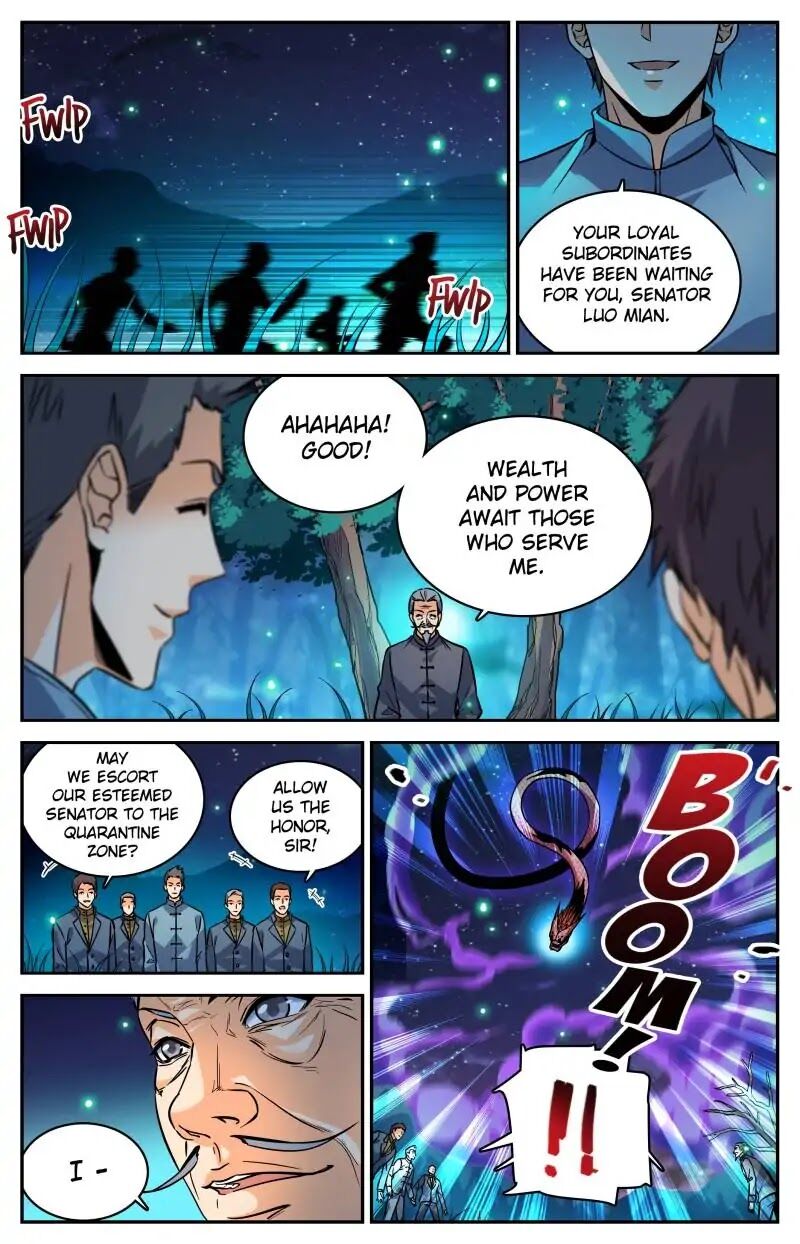 FWIP
FWIP
FWIP
YOUR LOYAL
SUBORDINATES
HAVE BEEN WAITING
FOR YOU, SENATOR
LUO MIAN.
AHAHAHA!
GOOD!
WEALTH
AND POWER
AWAIT THOSE
WHO SERVE
ME.
MAY
WE ESCORT
OUR ESTEEMED
SENATOR TO THE
QUARANTINE
ZONE?
ALLOW
US THE
HONOR,
SIR!
BOOM!
!!
I -